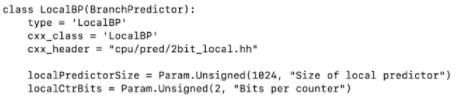 class LocalBP(BranchPredictor):
    type = 'LocalBP'
    cxx_class = 'LocalBP'
    cxx_header = "cpu/pred/2bit_local.hh"
    localPredictorSize = Param.Unsigned(1024, "Size of local predictor")
    localCtrBits = Param.Unsigned(2, "Bits per counter")